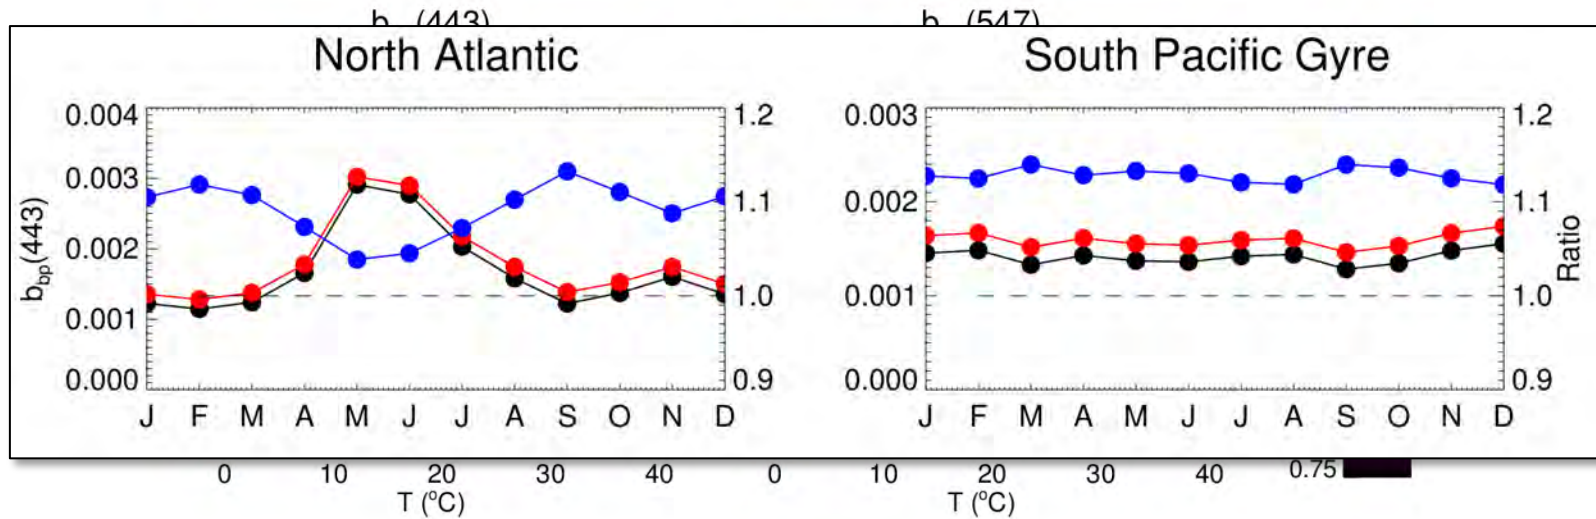 b (443) b (547)
North Atlantic South Pacific Gyre
0.004 1.2 0.003 1.2
0.003
1.1 0.002 1.1
0.002
1.0 0.001 1.0
0.001
0.000 0.9 0.000 0.9
b_bp(443) Ratio
J F M A M J J A S O N D J F M A M J J A S O N D
0 10 20 30 40 0 10 20 30 40 0.75
T (°C) T (°C)